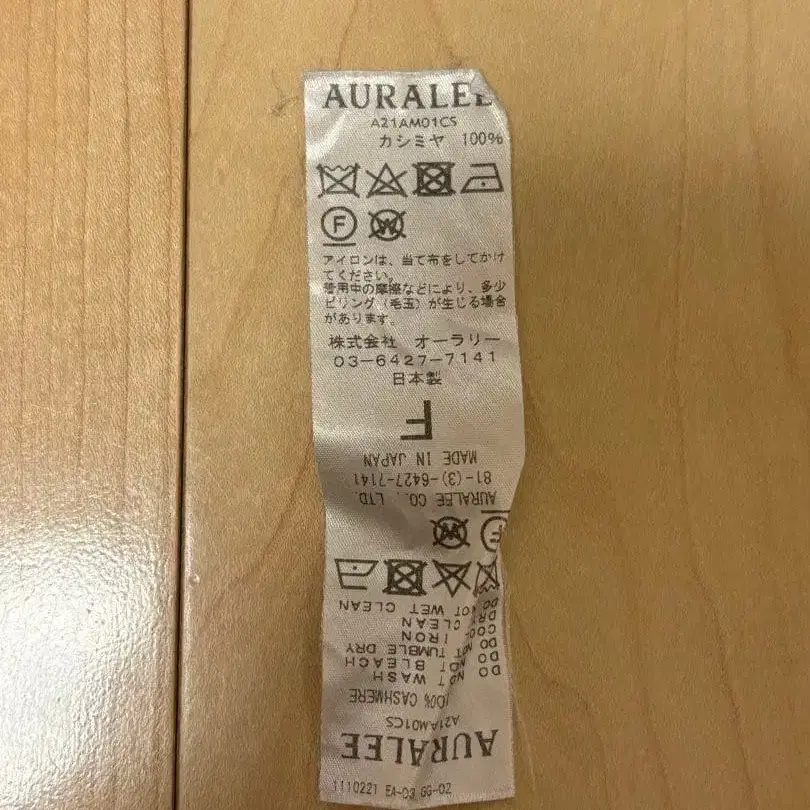 AURALEE
A21AM01CS
カシミヤ 100%
F
W
アイロンは、当て布をしてかけ
てください。
着用中の摩擦などにより、多少
ピリング（毛玉）が生じる場合
があります。
株式会社 オーラリー
03-6427-7141
日本製
F
MADE IN JAPAN
81-(3)-6427-7141
AURALEE CO., LTD.
F
W
DO NOT WET CLEAN
DRY CLEAN
COOL IRON
DO NOT TUMBLE DRY
DO NOT BLEACH
DO NOT WASH
100% CASHMERE
A21AM01CS
AURALEE
1110221 EA-03 GG-02